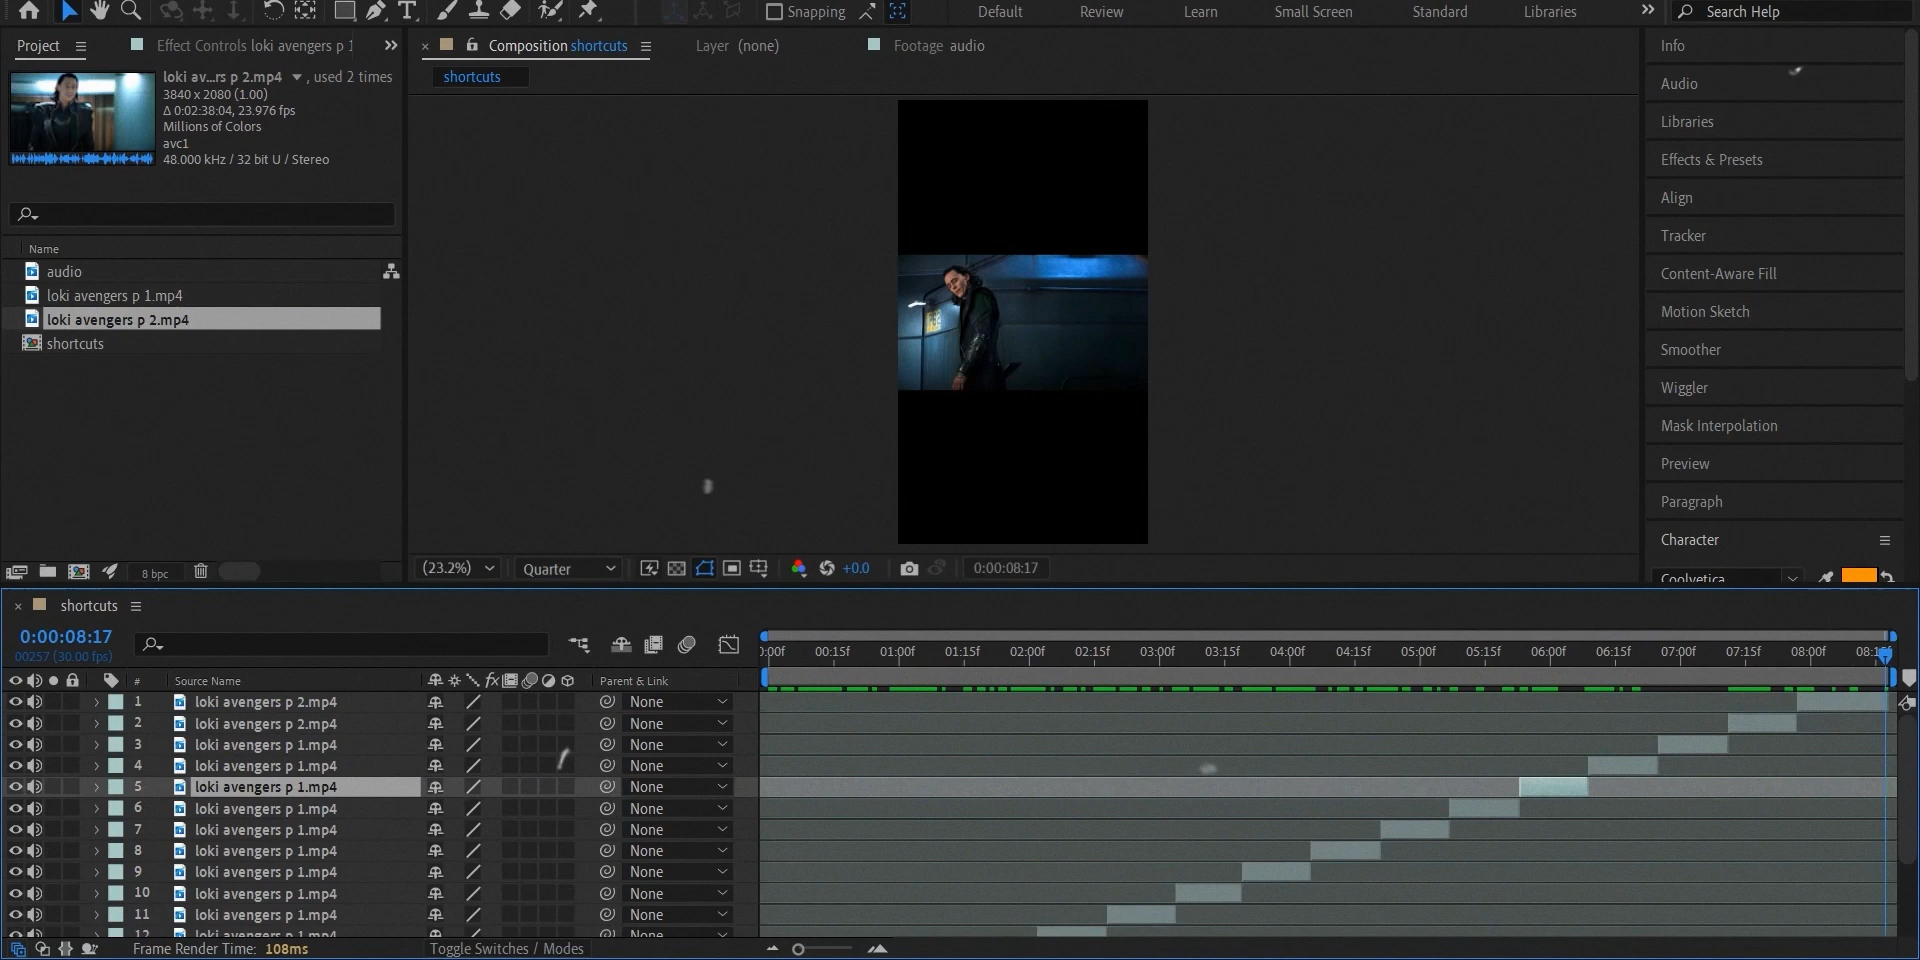 Snapping
Default
Review
Learn
Small Screen
Standard
Libraries
Search Help
Project
Effect Controls loki avengers p 1
Composition shortcuts
Layer (none)
Footage audio
shortcuts
loki av...rs p 2.mp4 , used 2 times
3840 x 2080 (1.00)
Δ 0:02:38:04, 23.976 fps
Millions of Colors
avc1
48.000 kHz / 32 bit U / Stereo
Name
audio
loki avengers p 1.mp4
loki avengers p 2.mp4
shortcuts
8 bpc
(23.2%)
Quarter
+0.0
0:00:08:17
Info
Audio
Libraries
Effects & Presets
Align
Tracker
Content-Aware Fill
Motion Sketch
Smoother
Wiggler
Mask Interpolation
Preview
Paragraph
Character
Coolvetica
shortcuts
0:00:08:17
00257 (30.00 fps)
# Source Name fx Parent & Link
0:00f 00:15f 01:00f 01:15f 02:00f 02:15f 03:00f 03:15f 04:00f 04:15f 05:00f 05:15f 06:00f 06:15f 07:00f 07:15f 08:00f 08:15f
1 loki avengers p 2.mp4 None
2 loki avengers p 2.mp4 None
3 loki avengers p 1.mp4 None
4 loki avengers p 1.mp4 None
5 loki avengers p 1.mp4 None
6 loki avengers p 1.mp4 None
7 loki avengers p 1.mp4 None
8 loki avengers p 1.mp4 None
9 loki avengers p 1.mp4 None
10 loki avengers p 1.mp4 None
11 loki avengers p 1.mp4 None
12 loki avengers p 1.mp4 None
Frame Render Time: 108ms
Toggle Switches / Modes